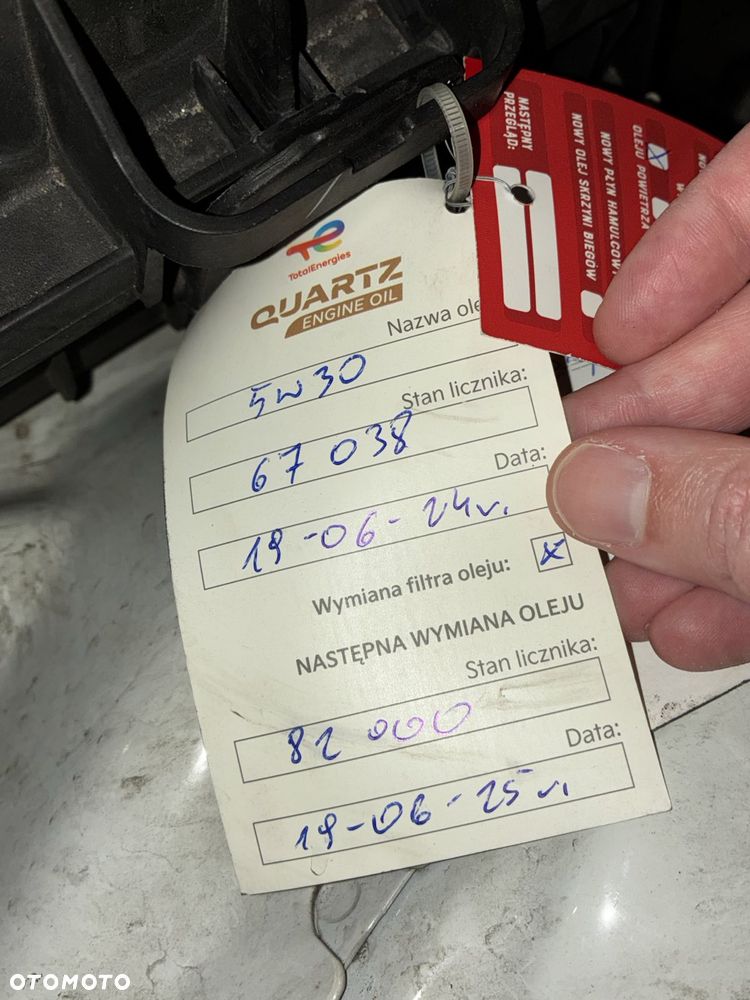 TotalEnergies
QUARTZ
ENGINE OIL
Nazwa
5w30
Stan licznika:
67 038
Data:
19-06-24r.
Wymiana filtra oleju: x
NASTĘPNA WYMIANA OLEJU
Stan licznika:
82 000
Data:
19-06-25r.
NASTĘPNY
PRZEGLĄD:
NOWY OLEJ SKRZYNI BIEGÓW
NOWY PŁYN
OLEJU POWIETRZA
OTOMOTO